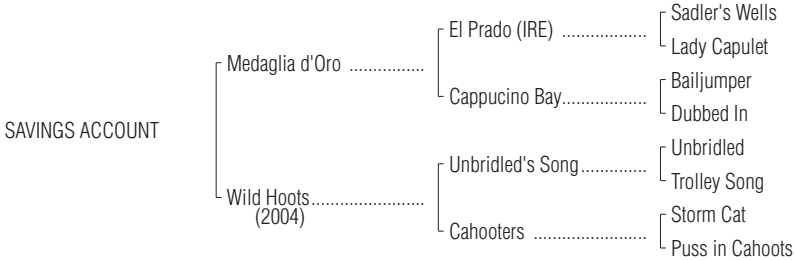 Sadler's Wells
El Prado (IRE) ..................
Lady Capulet
Medaglia d'Oro ................
Bailjumper
Cappucino Bay..................
Dubbed In
SAVINGS ACCOUNT
Unbridled
Unbridled's Song..............
Trolley Song
Wild Hoots........................
(2004)
Storm Cat
Cahooters ........................
Puss in Cahoots